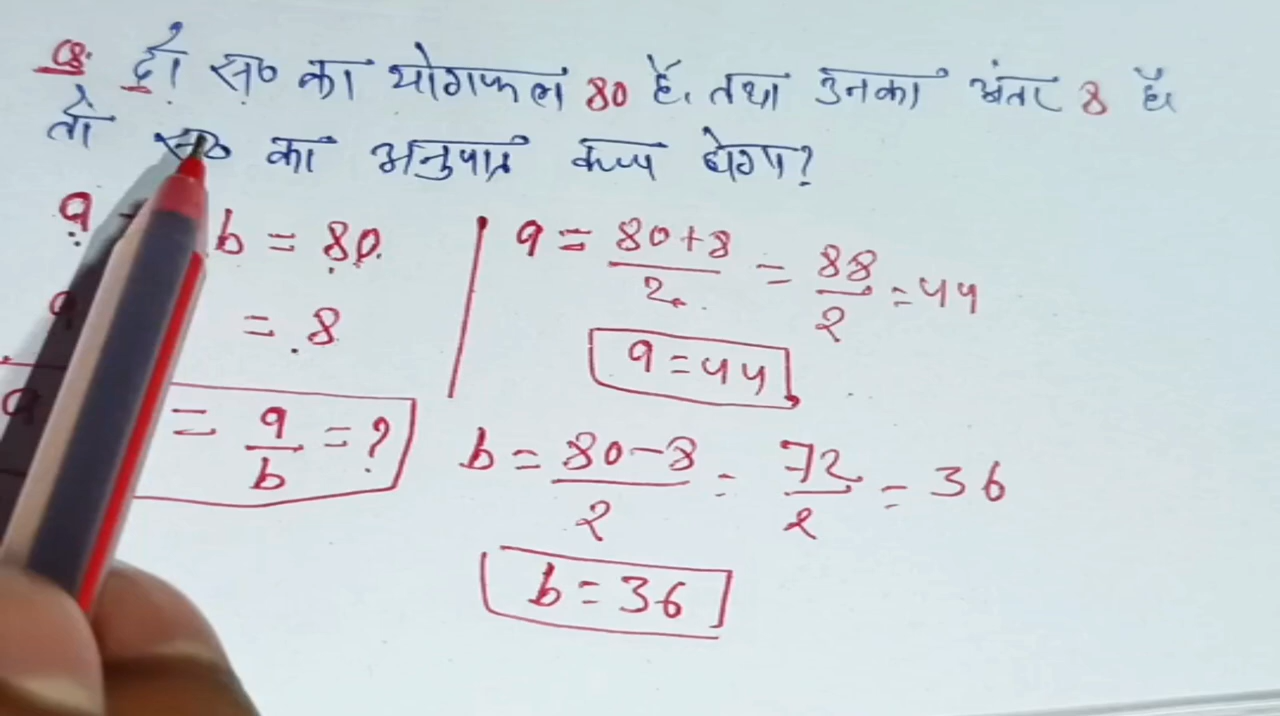 Q. दो सं० का योगफल 80 है, तथा उनका अंतर 8 है।
तो सं० का अनुपात क्या होगा?
a b = 80
= 8
= a/b = ?
a = (80+8)/2 = 88/2 = 44
a = 44
b = (80-8)/2 = 72/2 = 36
b = 36